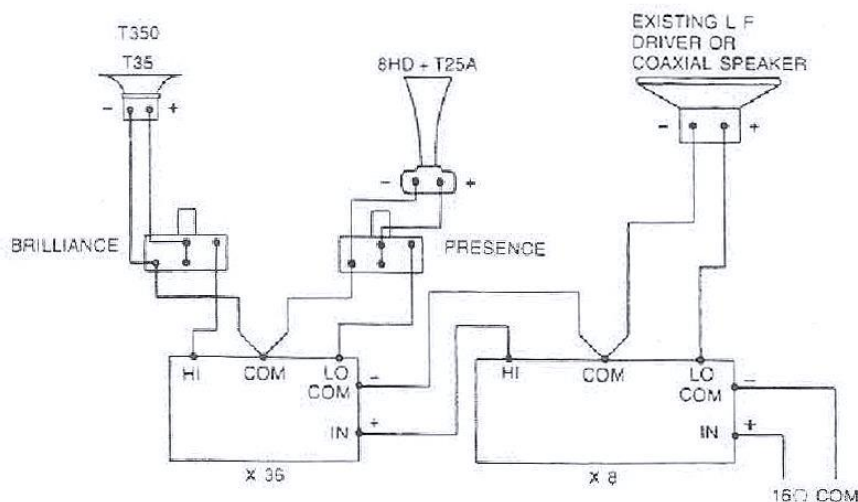 T350
T35
- +
8HD + T25A
- +
EXISTING L F
DRIVER OR
COAXIAL SPEAKER
- +
BRILLIANCE
PRESENCE
HI COM LO
COM -
IN +
X 36
HI COM LO
COM -
IN +
X 8
16Ω COM